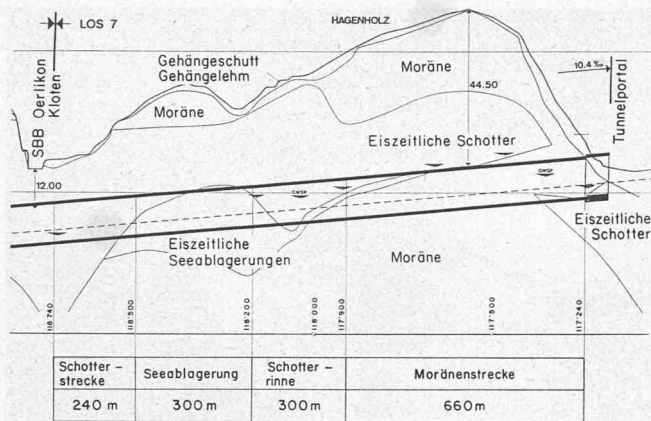 LOS 7
HAGENHOLZ
SBB Oerlikon
Kloten
Gehängeschutt
Gehängelehm
Moräne
Moräne
10.4 ‰
Tunnelportal
44.50
Eiszeitliche Schotter
12.00
GWSP
GWSP
Eiszeitliche
Seeablagerungen
Moräne
Eiszeitliche
Schotter
118'740
118'500
118'200
118'000
117'900
117'500
117'240
Schotter –
strecke
Seeablagerung
Schotter –
rinne
Moränenstrecke
240 m
300 m
300 m
660 m